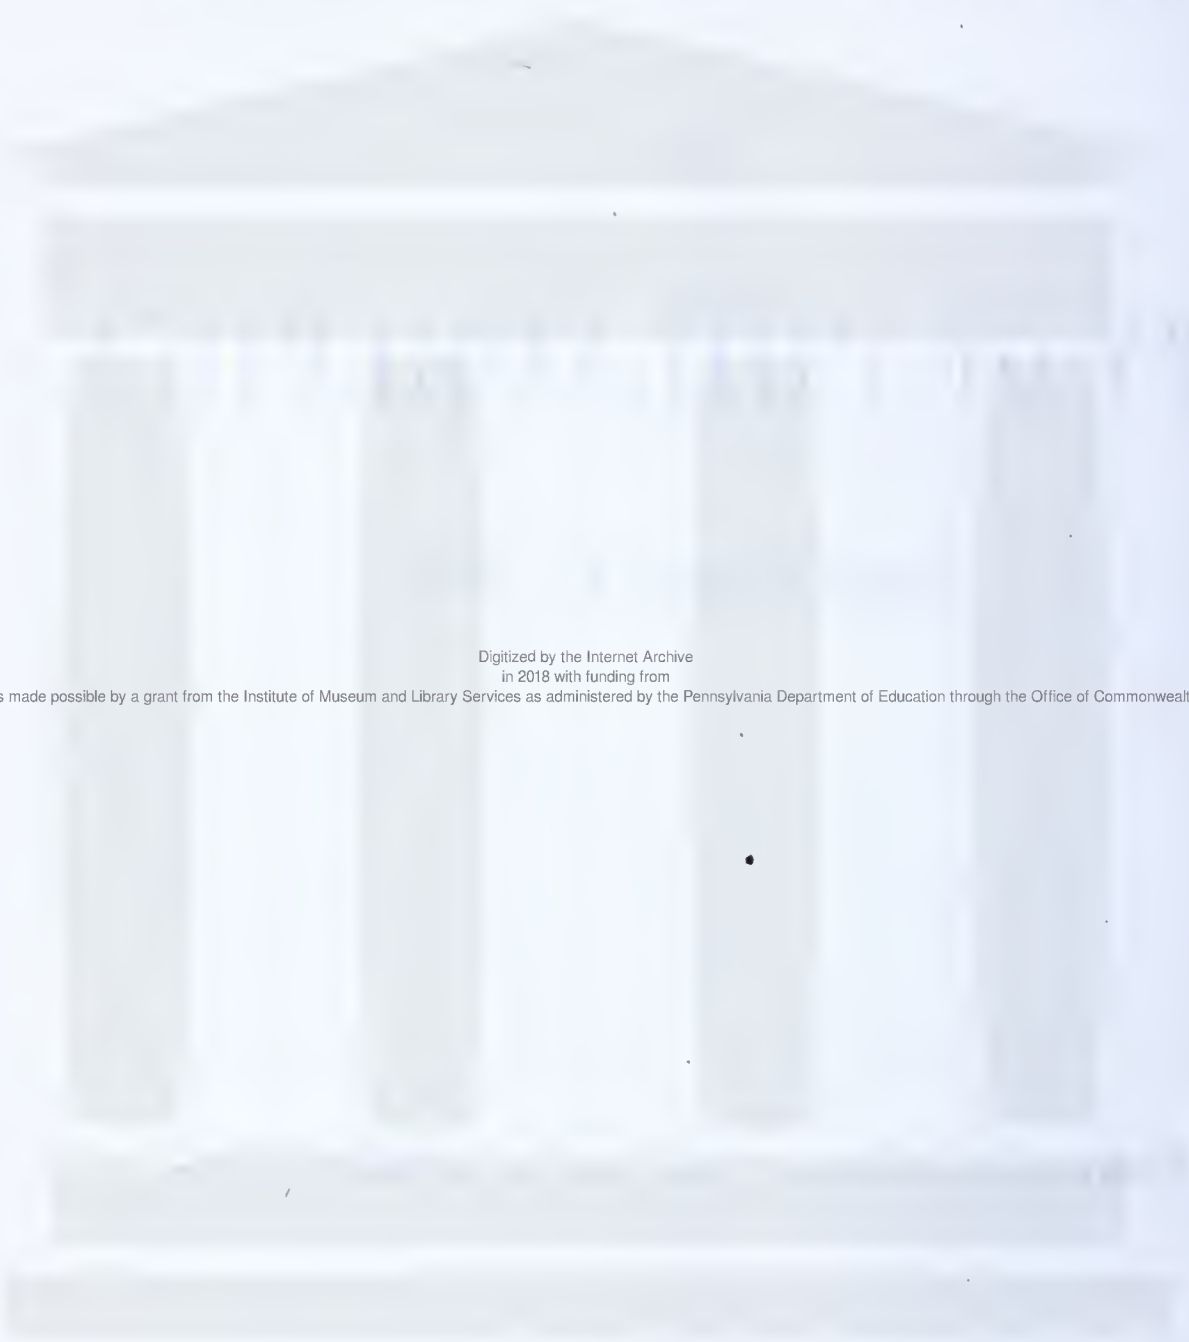 Digitized by the Internet Archive
in 2018 with funding from
made possible by a grant from the Institute of Museum and Library Services as administered by the Pennsylvania Department of Education through the Office of